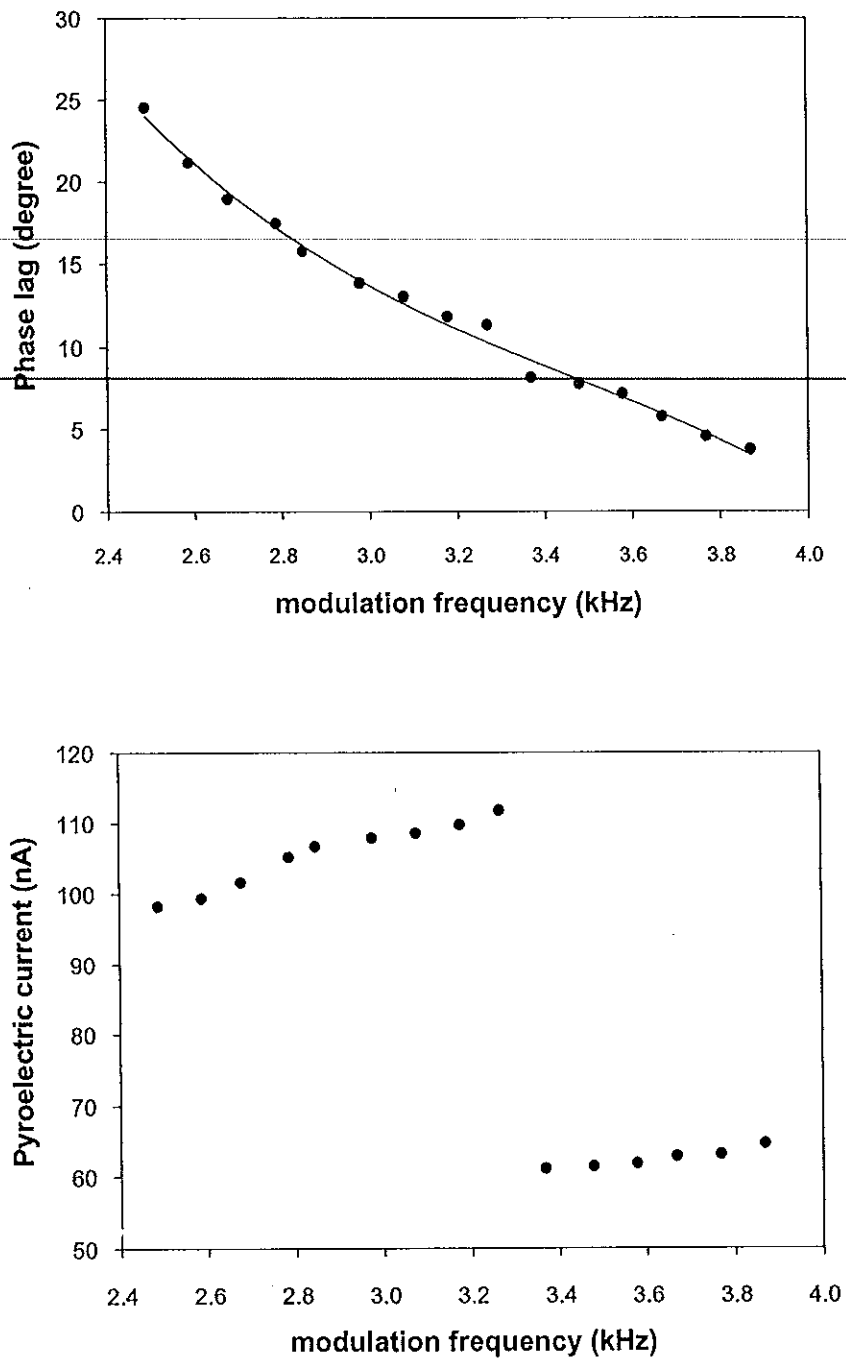 30
25
20
15
10
5
0
Phase lag (degree)
2.4 2.6 2.8 3.0 3.2 3.4 3.6 3.8 4.0
modulation frequency (kHz)
120
110
100
90
80
70
60
50
Pyroelectric current (nA)
2.4 2.6 2.8 3.0 3.2 3.4 3.6 3.8 4.0
modulation frequency (kHz)